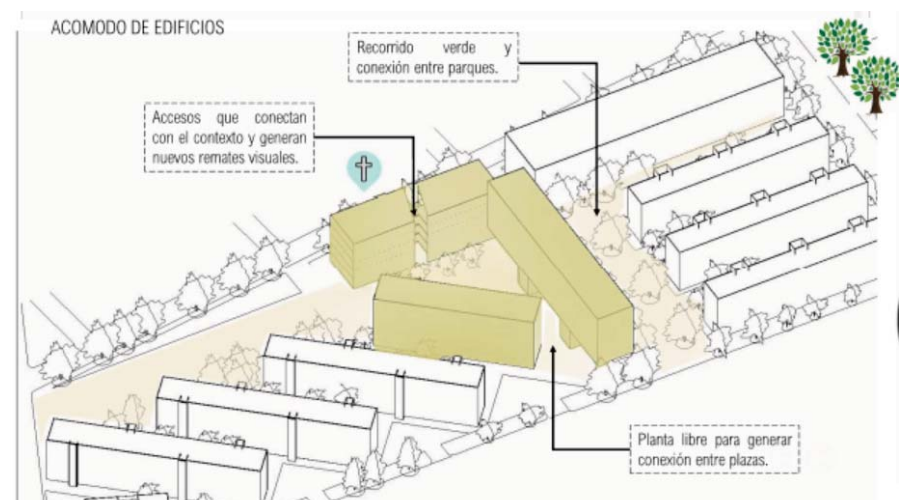 ACOMODO DE EDIFICIOS
Recorrido verde y
conexión entre parques.
Accesos que conectan
con el contexto y generan
nuevos remates visuales.
Planta libre para generar
conexión entre plazas.